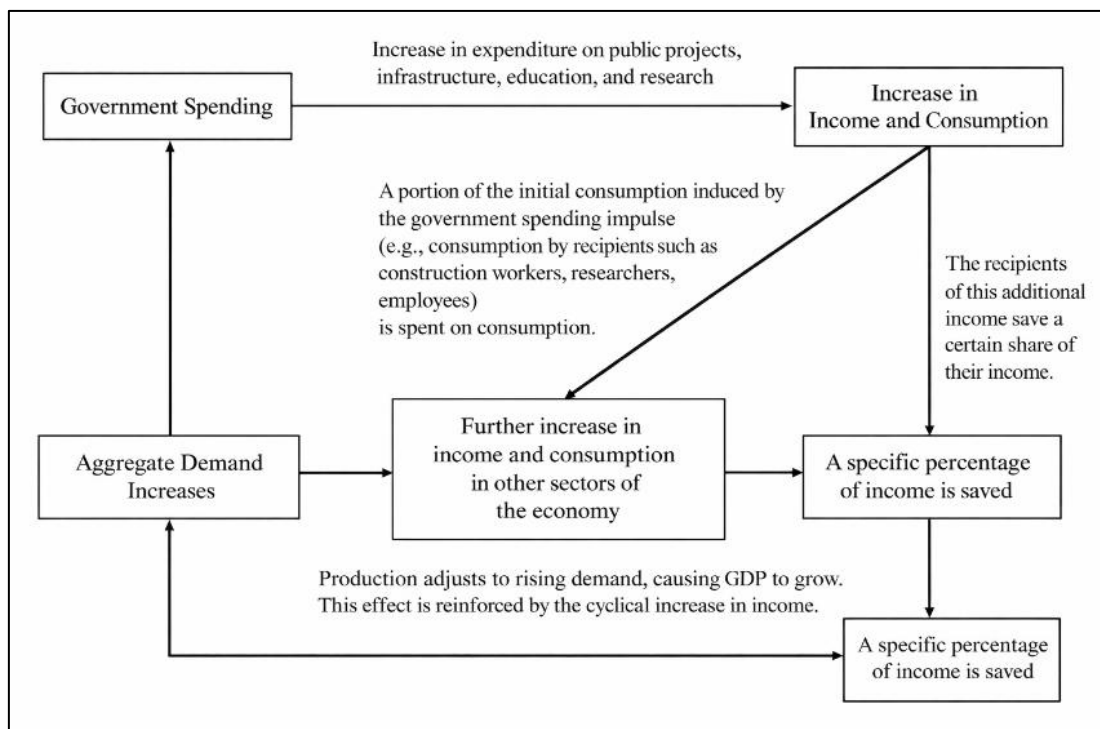 Increase in expenditure on public projects,
infrastructure, education, and research
Government Spending
Increase in
Income and Consumption
A portion of the initial consumption induced by
the government spending impulse
(e.g., consumption by recipients such as
construction workers, researchers,
employees)
is spent on consumption.
The recipients
of this additional
income save a
certain share of
their income.
Aggregate Demand
Increases
Further increase in
income and consumption
in other sectors of
the economy
A specific percentage
of income is saved
Production adjusts to rising demand, causing GDP to grow.
This effect is reinforced by the cyclical increase in income.
A specific percentage
of income is saved